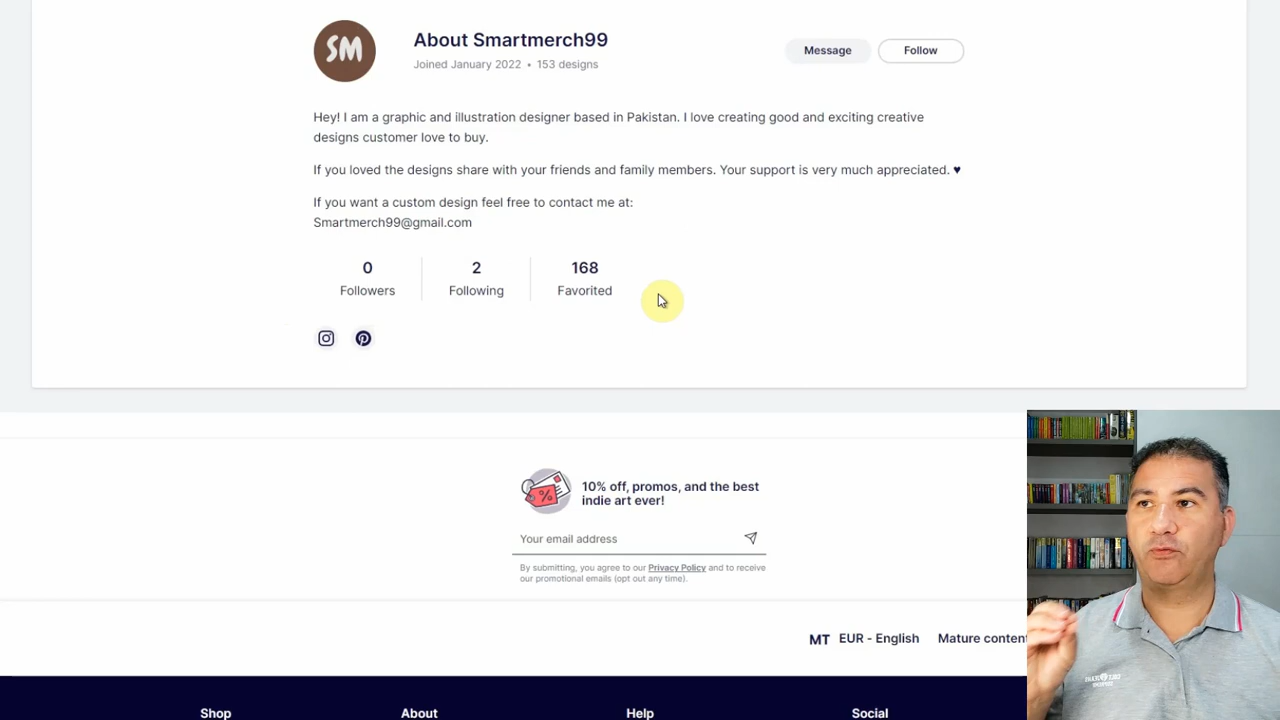 SM
About Smartmerch99
Joined January 2022 • 153 designs
Message
Follow
Hey! I am a graphic and illustration designer based in Pakistan. I love creating good and exciting creative
designs customer love to buy.
If you loved the designs share with your friends and family members. Your support is very much appreciated. ♥
If you want a custom design feel free to contact me at:
Smartmerch99@gmail.com
0
Followers
2
Following
168
Favorited
10% off, promos, and the best
indie art ever!
Your email address
By submitting, you agree to our Privacy Policy and to receive
our promotional emails (opt out any time).
MT EUR - English Mature content
Shop
About
Help
Social